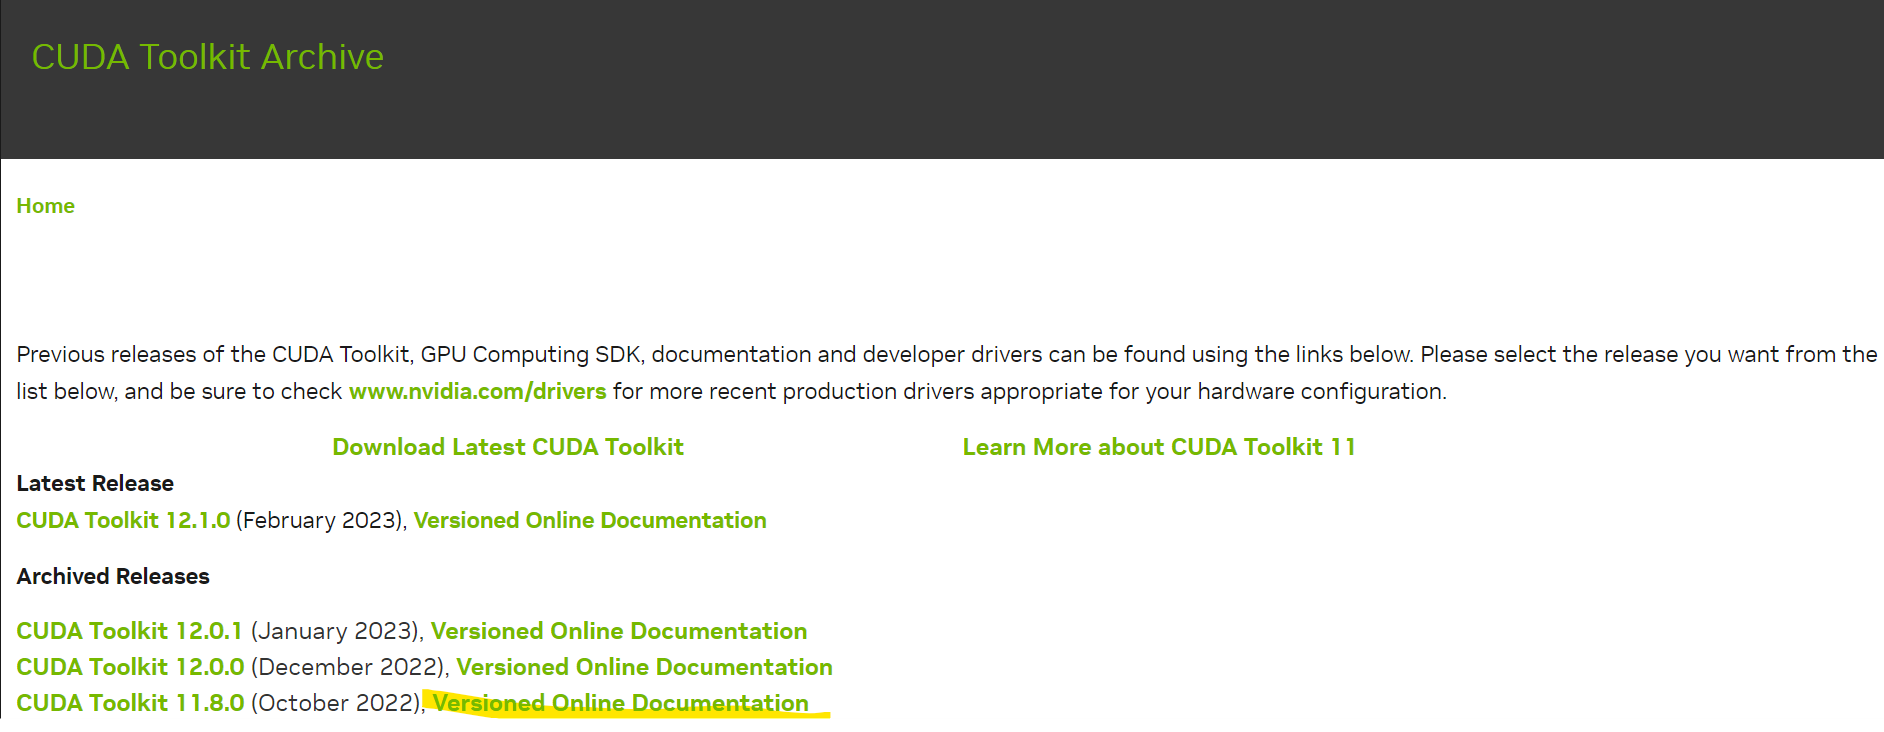 CUDA Toolkit Archive
Home
Previous releases of the CUDA Toolkit, GPU Computing SDK, documentation and developer drivers can be found using the links below. Please select the release you want from the
list below, and be sure to check www.nvidia.com/drivers for more recent production drivers appropriate for your hardware configuration.
Download Latest CUDA Toolkit Learn More about CUDA Toolkit 11
Latest Release
CUDA Toolkit 12.1.0 (February 2023), Versioned Online Documentation
Archived Releases
CUDA Toolkit 12.0.1 (January 2023), Versioned Online Documentation
CUDA Toolkit 12.0.0 (December 2022), Versioned Online Documentation
CUDA Toolkit 11.8.0 (October 2022), Versioned Online Documentation